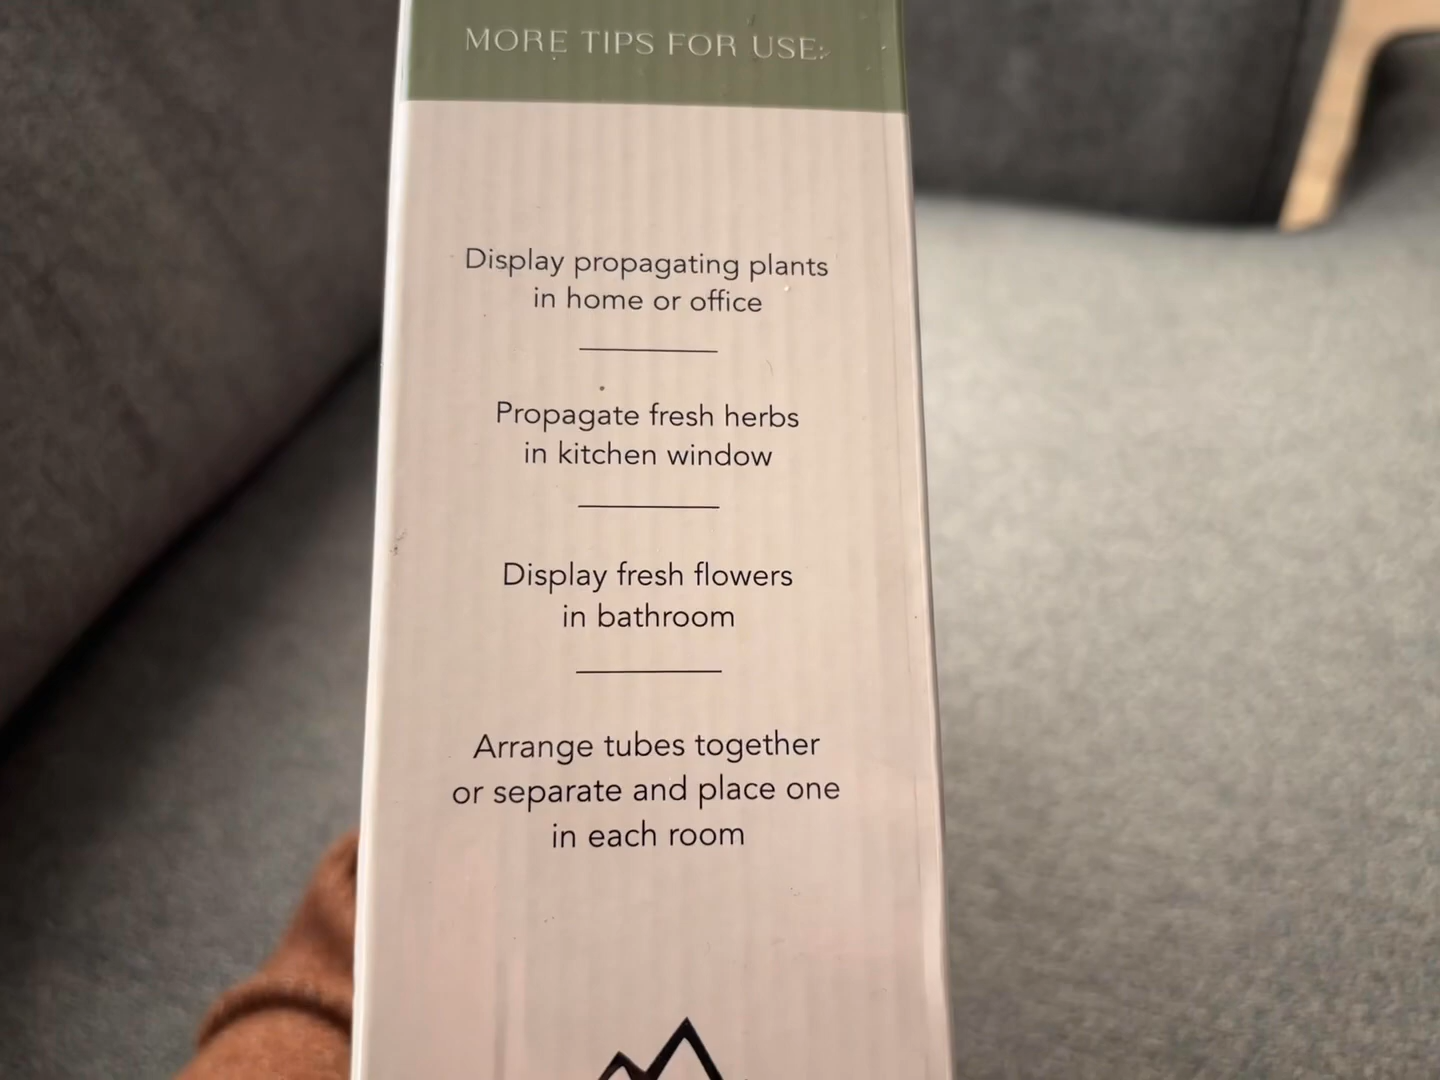 MORE TIPS FOR USE:
Display propagating plants
in home or office
Propagate fresh herbs
in kitchen window
Display fresh flowers
in bathroom
Arrange tubes together
or separate and place one
in each room